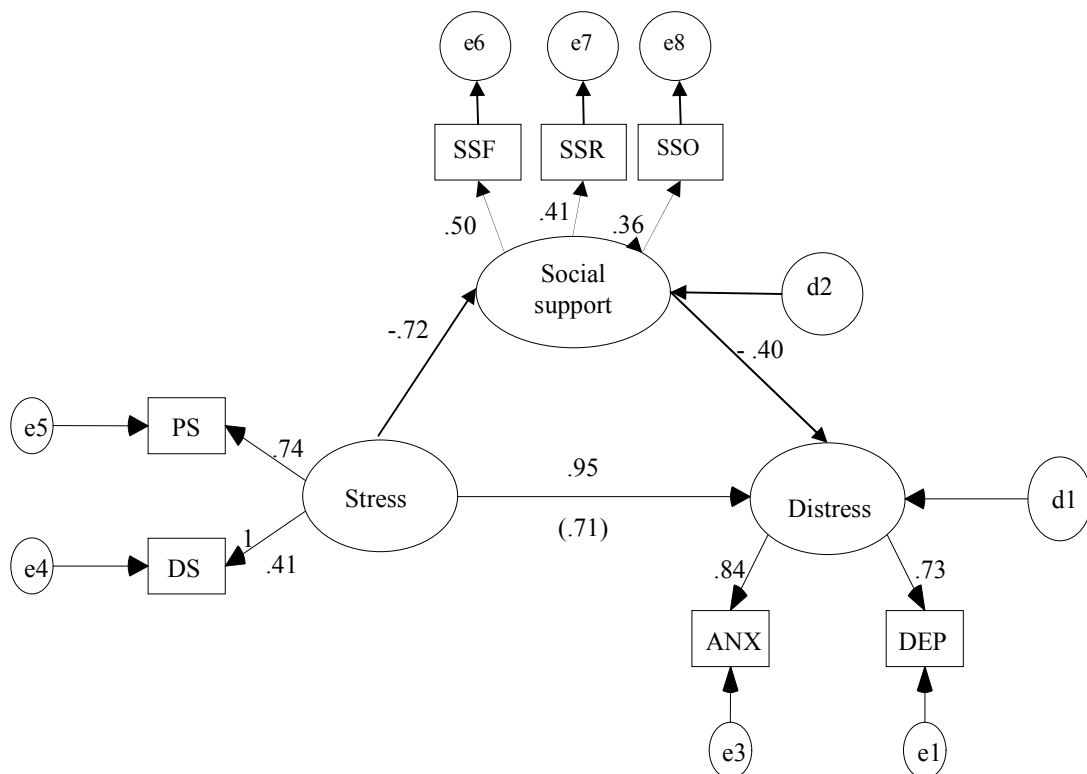 e6
e7
e8
SSF
SSR
SSO
.50
.41
.36
Social
support
d2
-.72
- .40
e5
PS
.74
Stress
.95
(.71)
Distress
d1
e4
DS
1
.41
.84
.73
ANX
DEP
e3
e1